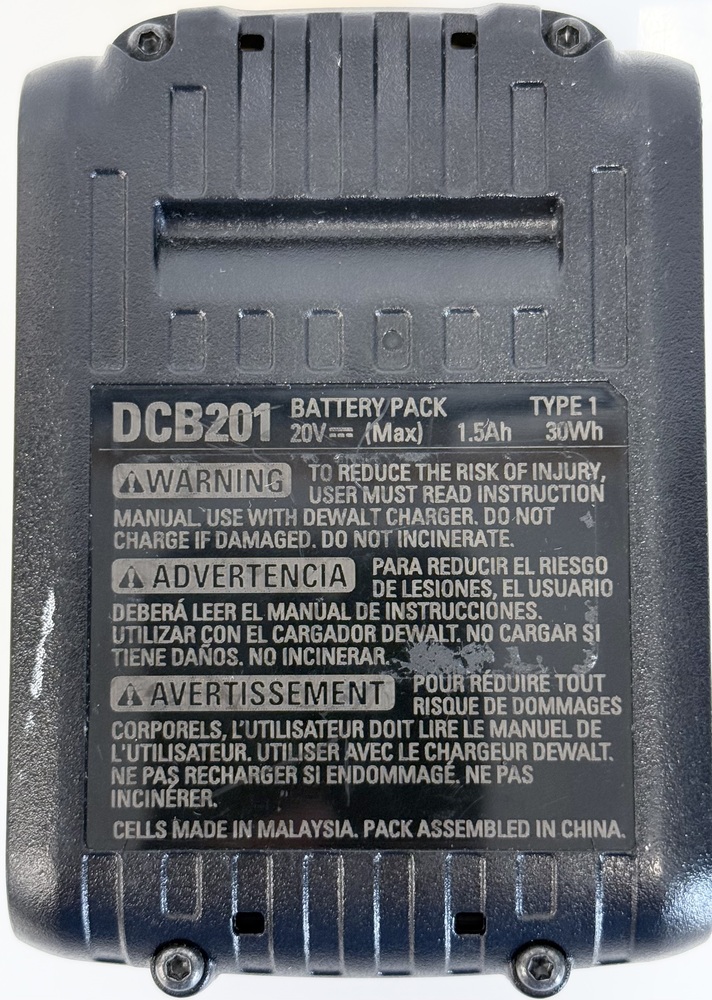 DCB201 BATTERY PACK TYPE 1
20V⎓ (Max) 1.5Ah 30Wh
⚠WARNING TO REDUCE THE RISK OF INJURY,
USER MUST READ INSTRUCTION
MANUAL. USE WITH DEWALT CHARGER. DO NOT
CHARGE IF DAMAGED. DO NOT INCINERATE.
⚠ADVERTENCIA PARA REDUCIR EL RIESGO
DE LESIONES, EL USUARIO
DEBERÁ LEER EL MANUAL DE INSTRUCCIONES.
UTILIZAR CON EL CARGADOR DEWALT. NO CARGAR SI
TIENE DAÑOS. NO INCINERAR.
⚠AVERTISSEMENT POUR RÉDUIRE TOUT
RISQUE DE DOMMAGES
CORPORELS, L'UTILISATEUR DOIT LIRE LE MANUEL DE
L'UTILISATEUR. UTILISER AVEC LE CHARGEUR DEWALT.
NE PAS RECHARGER SI ENDOMMAGÉ. NE PAS
INCINÉRER.
CELLS MADE IN MALAYSIA. PACK ASSEMBLED IN CHINA.